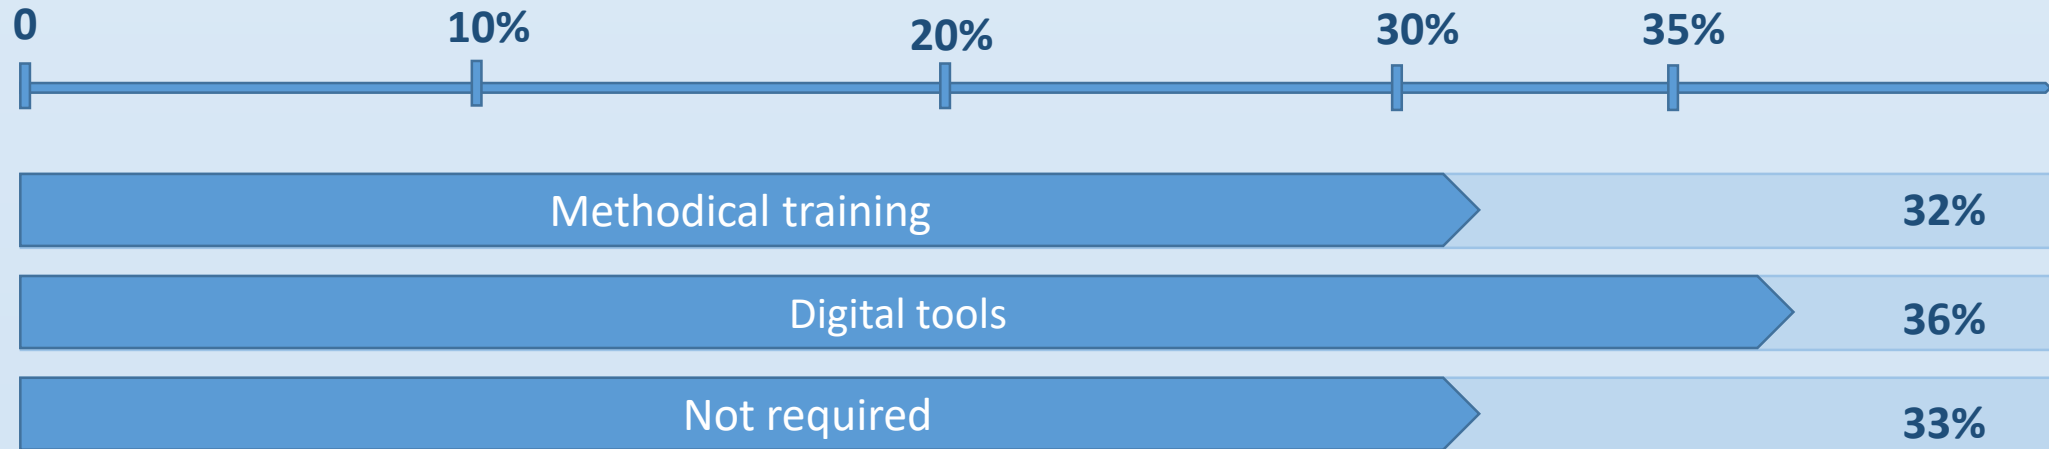 0 10% 20% 30% 35%
Methodical training 32%
Digital tools 36%
Not required 33%